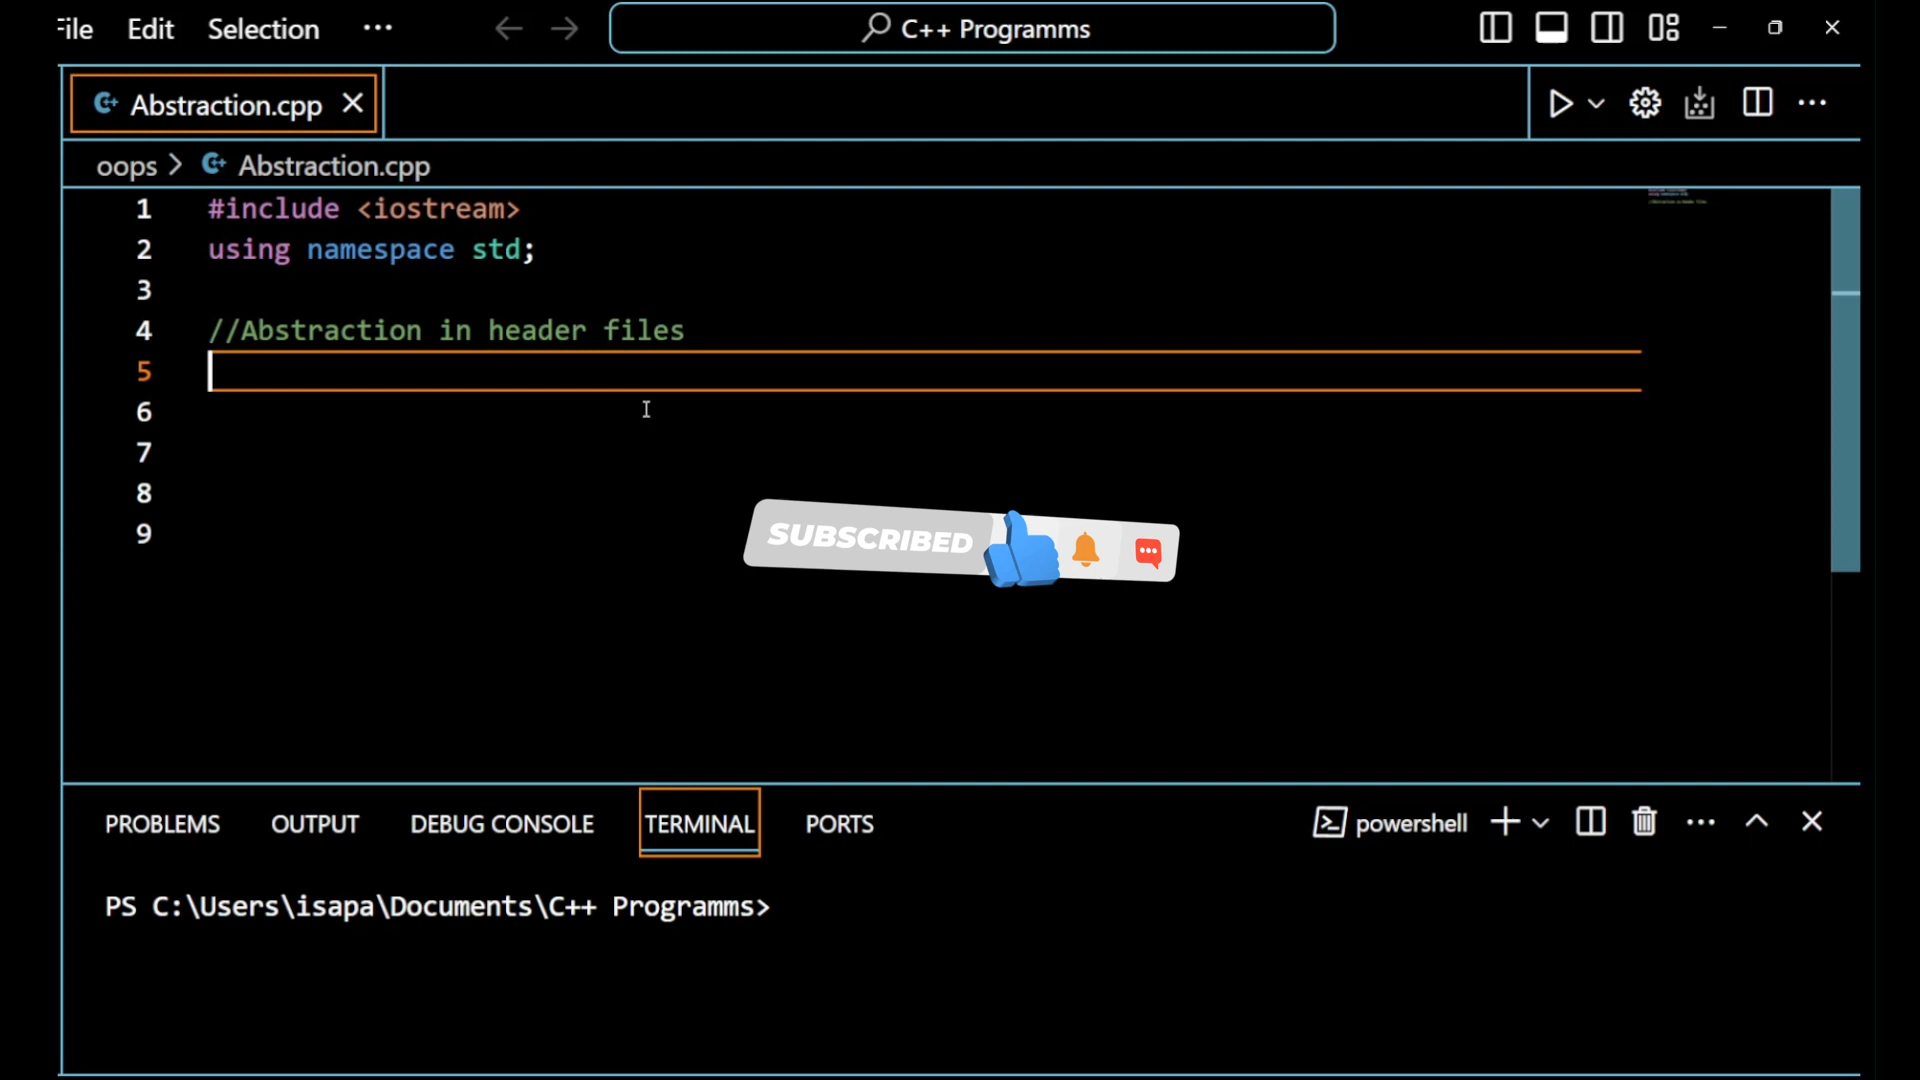 File Edit Selection ··· C++ Programms
Abstraction.cpp
oops > Abstraction.cpp
1 #include <iostream>
2 using namespace std;
3
4 //Abstraction in header files
5
6
7
8
9
SUBSCRIBED
PROBLEMS OUTPUT DEBUG CONSOLE TERMINAL PORTS powershell
PS C:\Users\isapa\Documents\C++ Programms>